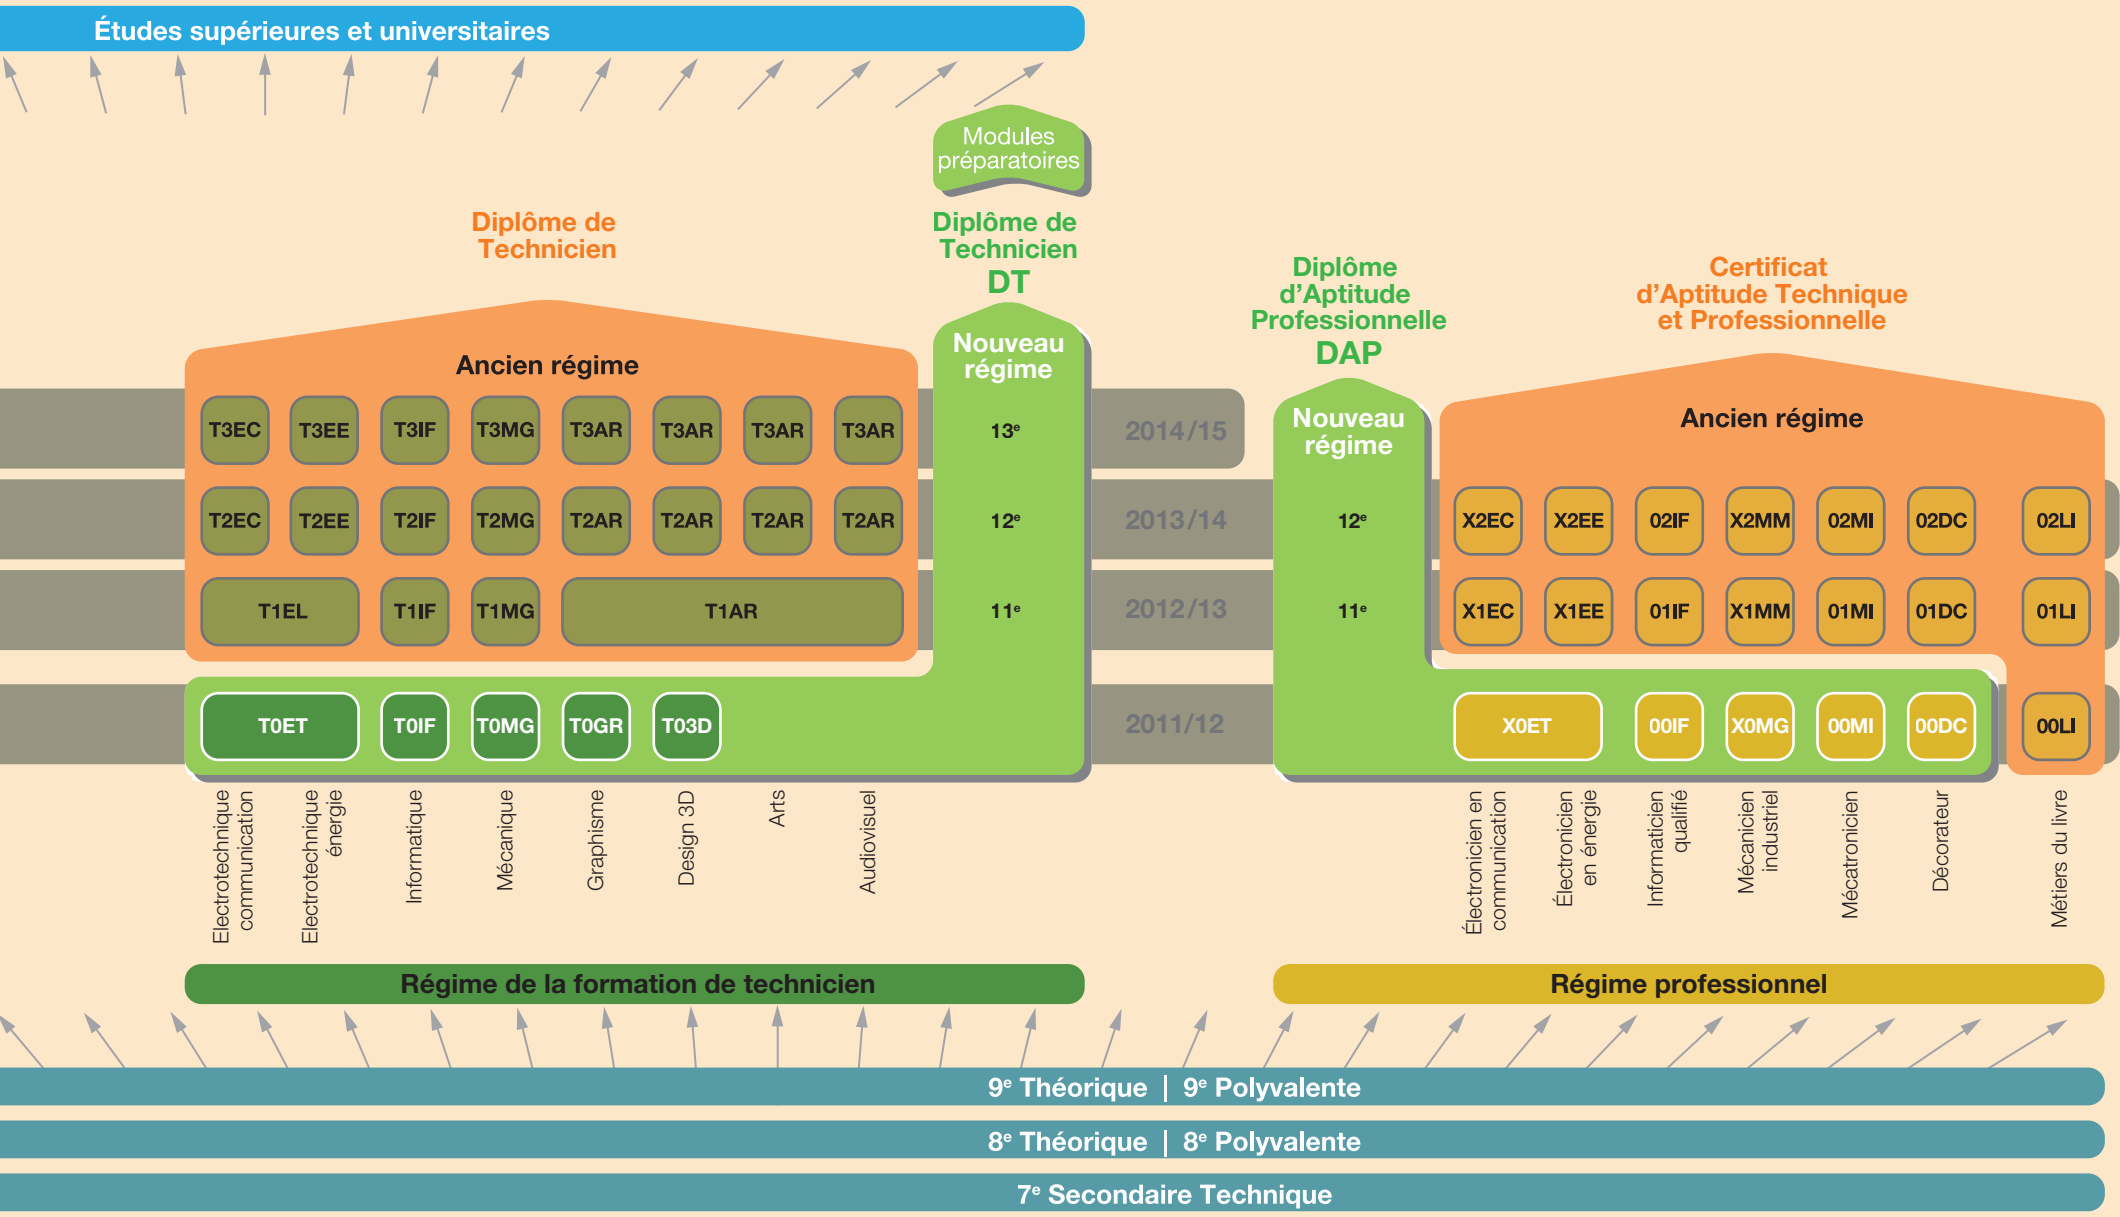 Études supérieures et universitaires
Modules
préparatoires
Diplôme de
Technicien
Diplôme de
Technicien
DT
Diplôme
d'Aptitude
Professionnelle
DAP
Certificat
d'Aptitude Technique
et Professionnelle
Ancien régime
Nouveau
régime
Nouveau
régime
Ancien régime
T3EC T3EE T3IF T3MG T3AR T3AR T3AR T3AR 13e 2014/15
T2EC T2EE T2IF T2MG T2AR T2AR T2AR T2AR 12e 2013/14 12e X2EC X2EE 02IF X2MM 02MI 02DC 02LI
T1EL T1IF T1MG T1AR 11e 2012/13 11e X1EC X1EE 01IF X1MM 01MI 01DC 01LI
T0ET T0IF T0MG T0GR T03D 2011/12 X0ET 00IF X0MG 00MI 00DC 00LI
Electrotechnique
communication
Electrotechnique
énergie
Informatique
Mécanique
Graphisme
Design 3D
Arts
Audiovisuel
Électronicien en
communication
Électronicien
en énergie
Informaticien
qualifié
Mécanicien
industriel
Mécatronicien
Décorateur
Métiers du livre
Régime de la formation de technicien
Régime professionnel
9e Théorique | 9e Polyvalente
8e Théorique | 8e Polyvalente
7e Secondaire Technique